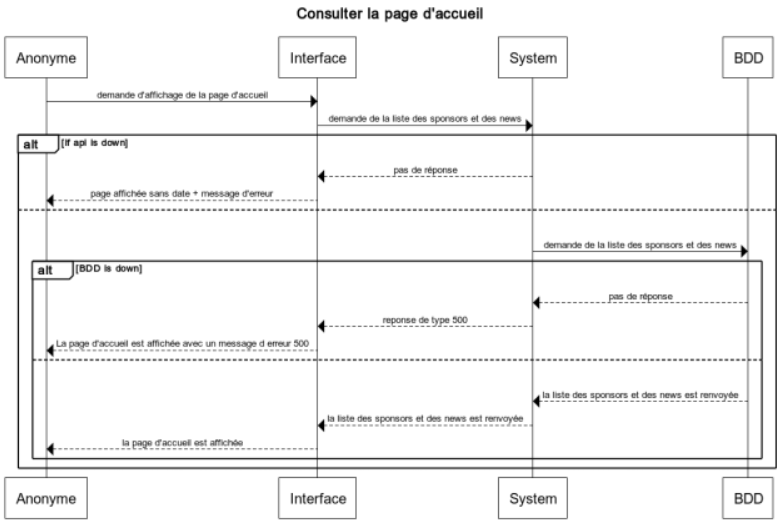 Consulter la page d'accueil
Anonyme
Interface
System
BDD
demande d'affichage de la page d'accueil
demande de la liste des sponsors et des news
alt
[if api is down]
pas de réponse
page affichée sans date + message d'erreur
demande de la liste des sponsors et des news
alt
[BDD is down]
pas de réponse
reponse de type 500
La page d'accueil est affichée avec un message d erreur 500
la liste des sponsors et des news est renvoyée
la liste des sponsors et des news est renvoyée
la page d'accueil est affichée
Anonyme
Interface
System
BDD